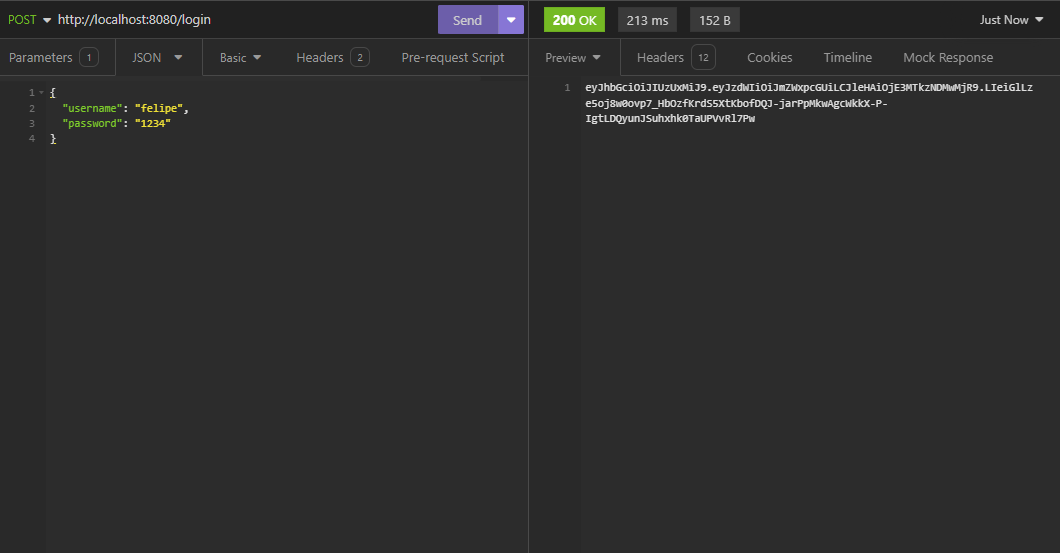 POST http://localhost:8080/login Send 200 OK 213 ms 152 B Just Now
Parameters 1 JSON Basic Headers 2 Pre-request Script Preview Headers 12 Cookies Timeline Mock Response
1 {
2 "username": "felipe",
3 "password": "1234"
4 }
1 eyJhbGciOiJIUzUxMiJ9.eyJzdWIiOiJmZWxpcGUiLCJleHAiOjE3MTkzNDMwMjR9.LIeiGlLz
e5oj8w0ovp7_HbOzfKrdS5XtKbofDQJ-jarPpMkwAgcWkkX-P-
IgtLDQyunJSuhxhk0TaUPVvRl7Pw